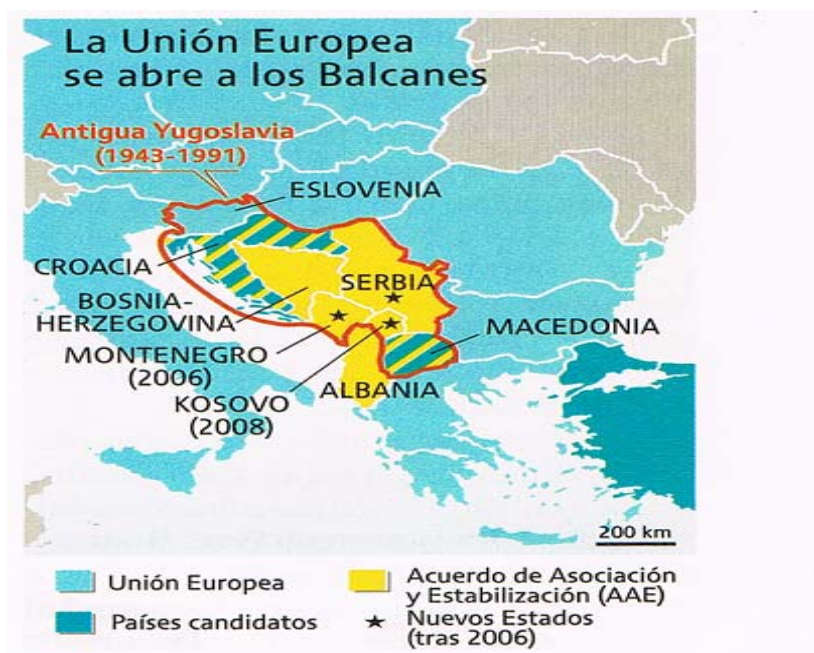 La Unión Europea
se abre a los Balcanes
Antigua Yugoslavia
(1943-1991)
ESLOVENIA
CROACIA
SERBIA
BOSNIA-
HERZEGOVINA
MACEDONIA
MONTENEGRO
(2006)
ALBANIA
KOSOVO
(2008)
200 km
Unión Europea
Acuerdo de Asociación
y Estabilización (AAE)
Países candidatos
Nuevos Estados
(tras 2006)